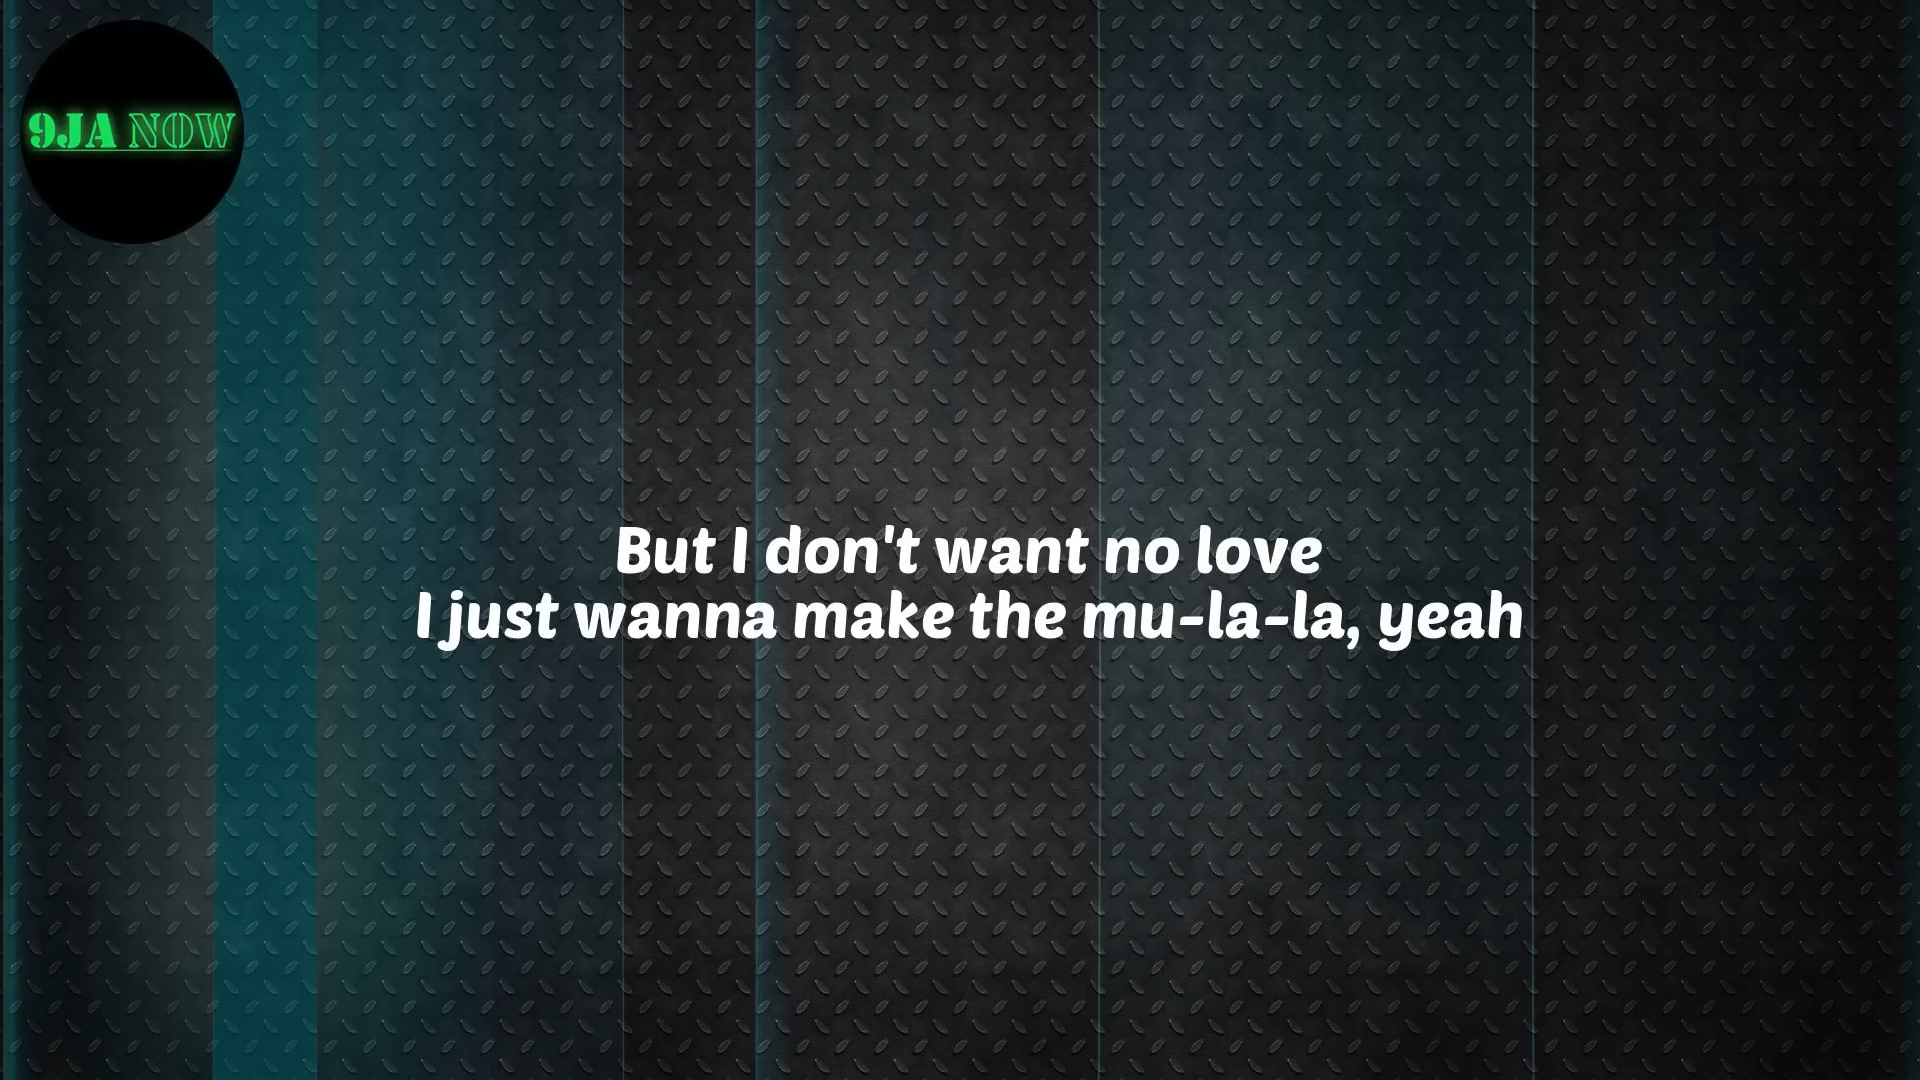 9JA NOW
But I don't want no love
I just wanna make the mu-la-la, yeah